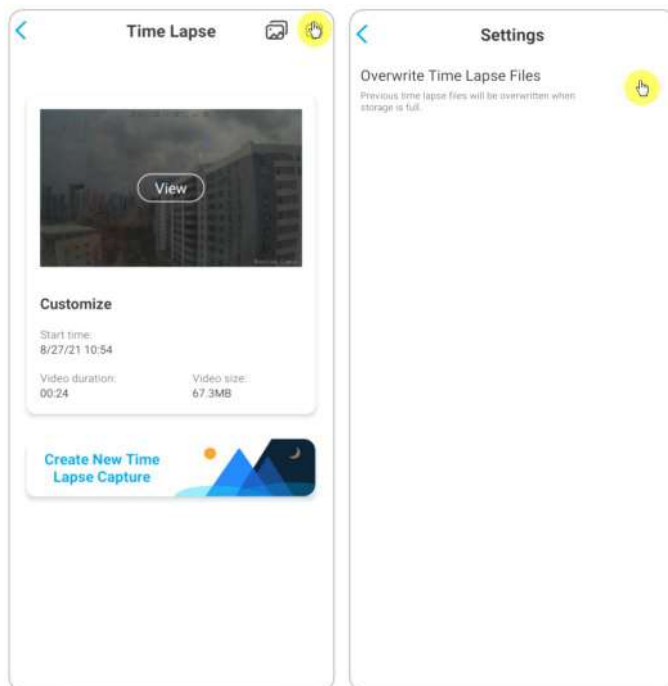 Time Lapse
View
Customize
Start time:
8/27/21 10:54
Video duration:
Video size:
00:24
67.3MB
Create New Time
Lapse Capture
Settings
Overwrite Time Lapse Files
Previous time lapse files will be overwritten when
storage is full.